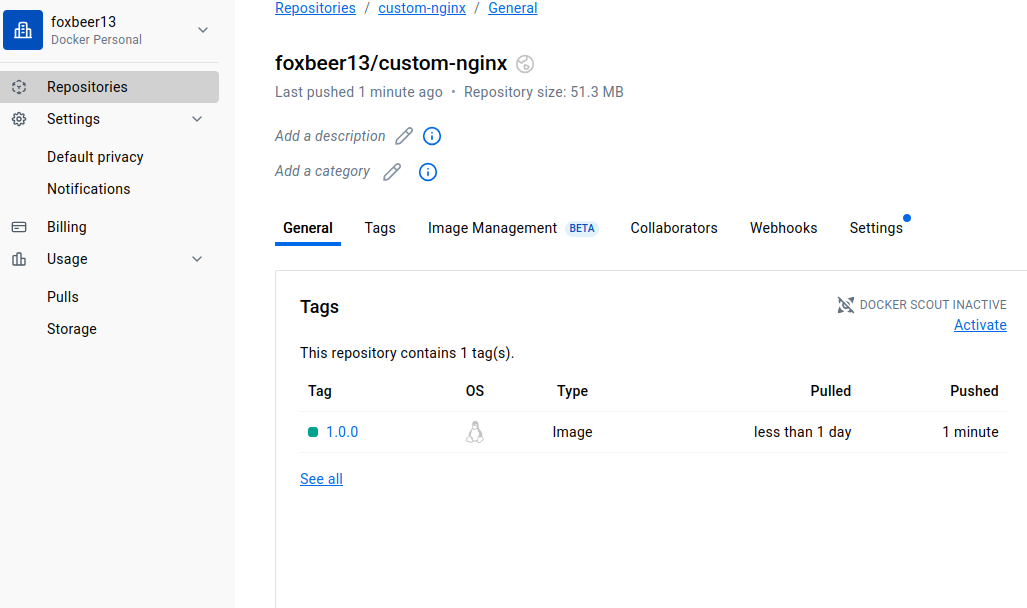 foxbeer13
Docker Personal
Repositories
Settings
Default privacy
Notifications
Billing
Usage
Pulls
Storage
Repositories / custom-nginx / General
foxbeer13/custom-nginx
Last pushed 1 minute ago • Repository size: 51.3 MB
Add a description
Add a category
General Tags Image Management BETA Collaborators Webhooks Settings
Tags
DOCKER SCOUT INACTIVE
Activate
This repository contains 1 tag(s).
Tag OS Type Pulled Pushed
1.0.0 Image less than 1 day 1 minute
See all